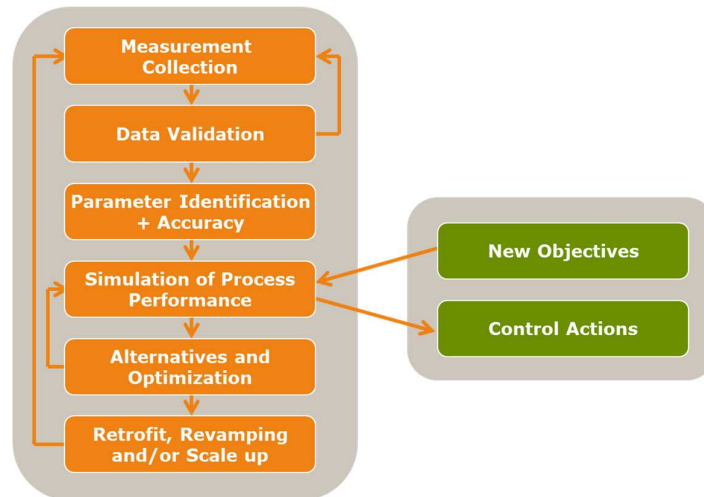 Measurement
Collection
Data Validation
Parameter Identification
+ Accuracy
Simulation of Process
Performance
Alternatives and
Optimization
Retrofit, Revamping
and/or Scale up
New Objectives
Control Actions